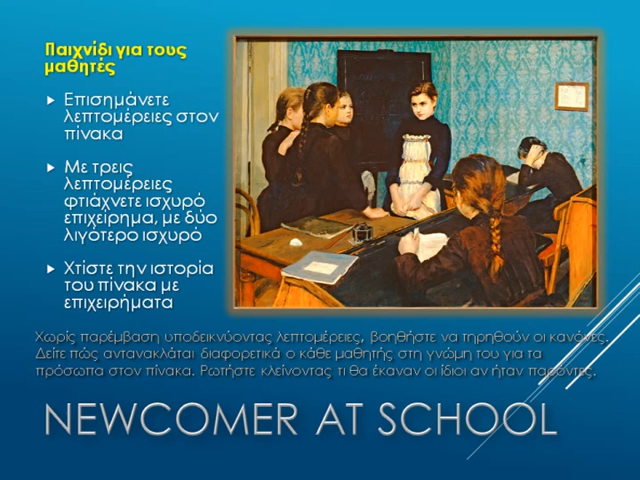 Παιχνίδι για τους
μαθητές
Επισημάνετε
λεπτομέρειες στον
πίνακα
Με τρεις
λεπτομέρειες
φτιάχνετε ισχυρό
επιχείρημα, με δύο
λιγότερο ισχυρό
Χτίστε την ιστορία
του πίνακα με
επιχειρήματα
Χωρίς παρέμβαση υποδεικνύοντας λεπτομέρειες, βοηθήστε να τηρηθούν οι κανόνες.
Δείτε πώς αντανακλάται διαφορετικά ο κάθε μαθητής στη γνώμη του για τα
πρόσωπα στον πίνακα. Ρωτήστε κλείνοντας τι θα έκαναν οι ίδιοι αν ήταν παρόντες.
NEWCOMER AT SCHOOL